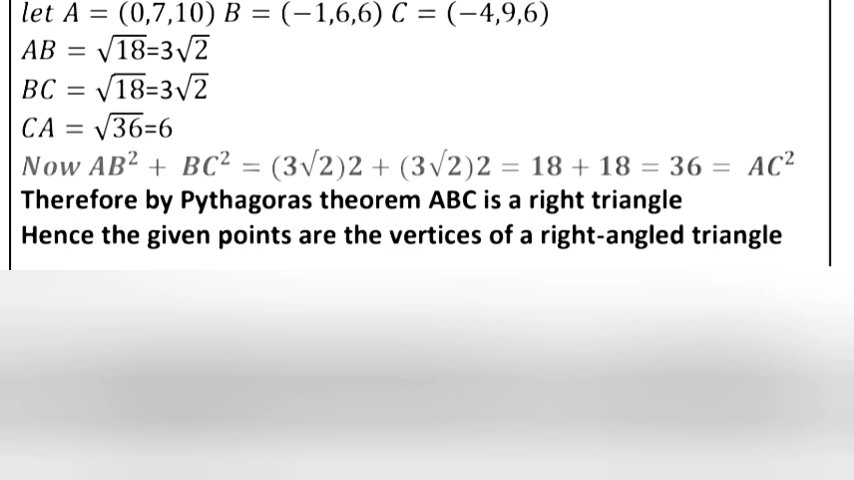 let A = (0,7,10) B = (−1,6,6) C = (−4,9,6)
AB = √18=3√2
BC = √18=3√2
CA = √36=6
Now AB² + BC² = (3√2)2 + (3√2)2 = 18 + 18 = 36 = AC²
Therefore by Pythagoras theorem ABC is a right triangle
Hence the given points are the vertices of a right-angled triangle